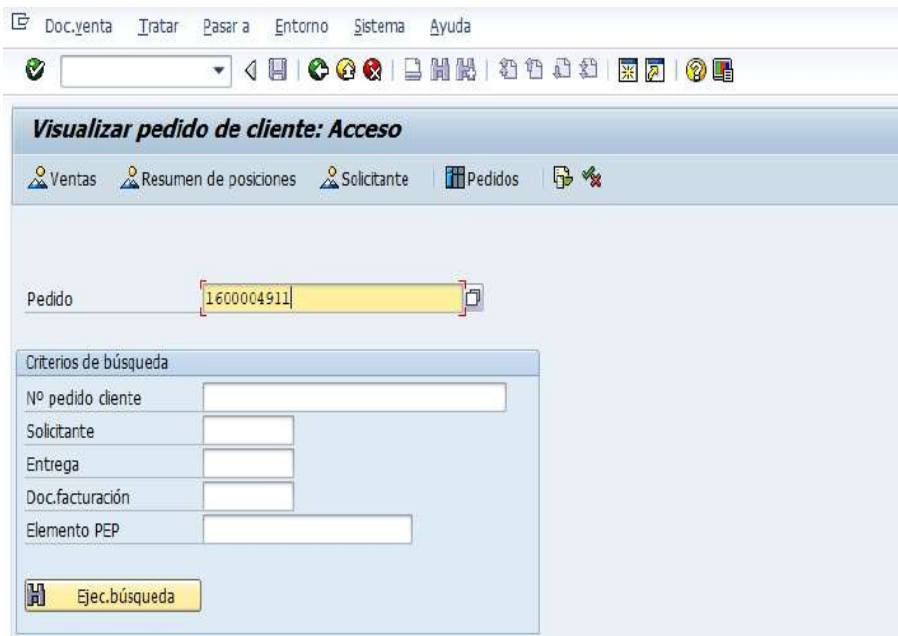 Doc.venta Tratar Pasar a Entorno Sistema Ayuda
Visualizar pedido de cliente: Acceso
Ventas Resumen de posiciones Solicitante Pedidos
Pedido 1600004911
Criterios de búsqueda
Nº pedido cliente
Solicitante
Entrega
Doc.facturación
Elemento PEP
Ejec.búsqueda